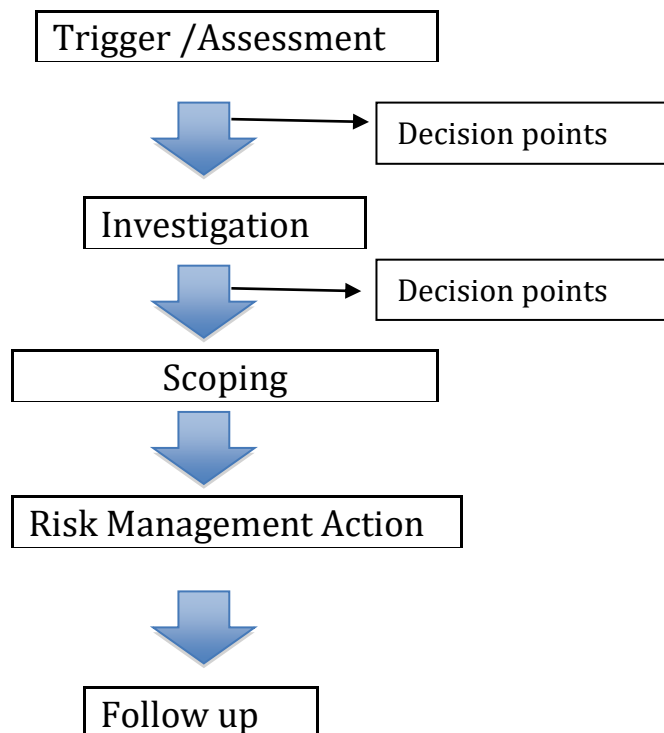 Trigger /Assessment
Decision points
Investigation
Decision points
Scoping
Risk Management Action
Follow up